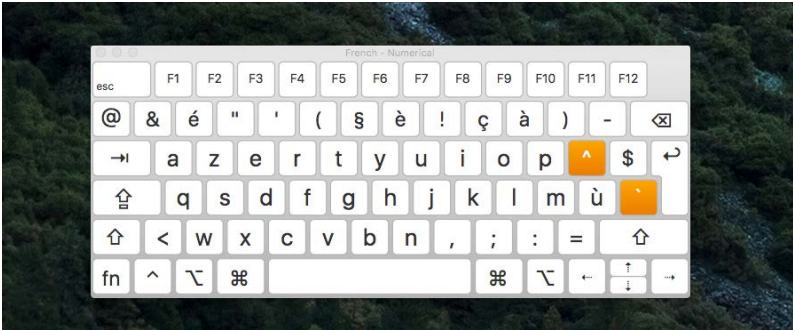 French - Numerical
esc F1 F2 F3 F4 F5 F6 F7 F8 F9 F10 F11 F12
@ & é " ' ( § è ! ç à ) - ⌫
⇥ a z e r t y u i o p ^ $ ↩
⇪ q s d f g h j k l m ù `
⇧ < w x c v b n , ; : = ⇧
fn ^ ⌥ ⌘ ⌘ ⌥ ← ↑ ↓ →